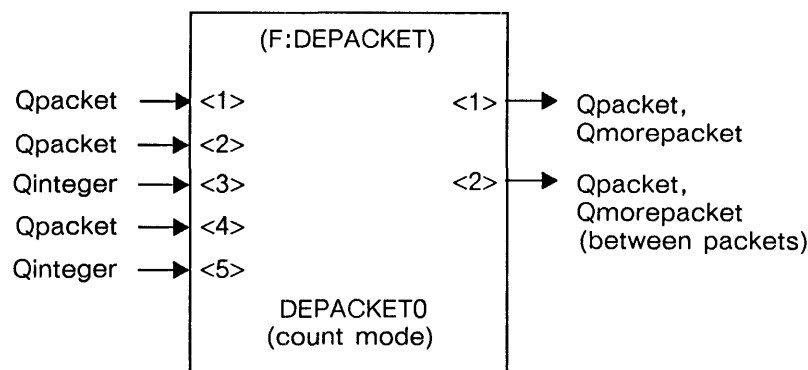 (F:DEPACKET)
Qpacket <1> <1> Qpacket,
Qmorepacket
Qpacket <2>
Qinteger <3> <2> Qpacket,
Qmorepacket
(between packets)
Qpacket <4>
Qinteger <5>
DEPACKET0
(count mode)